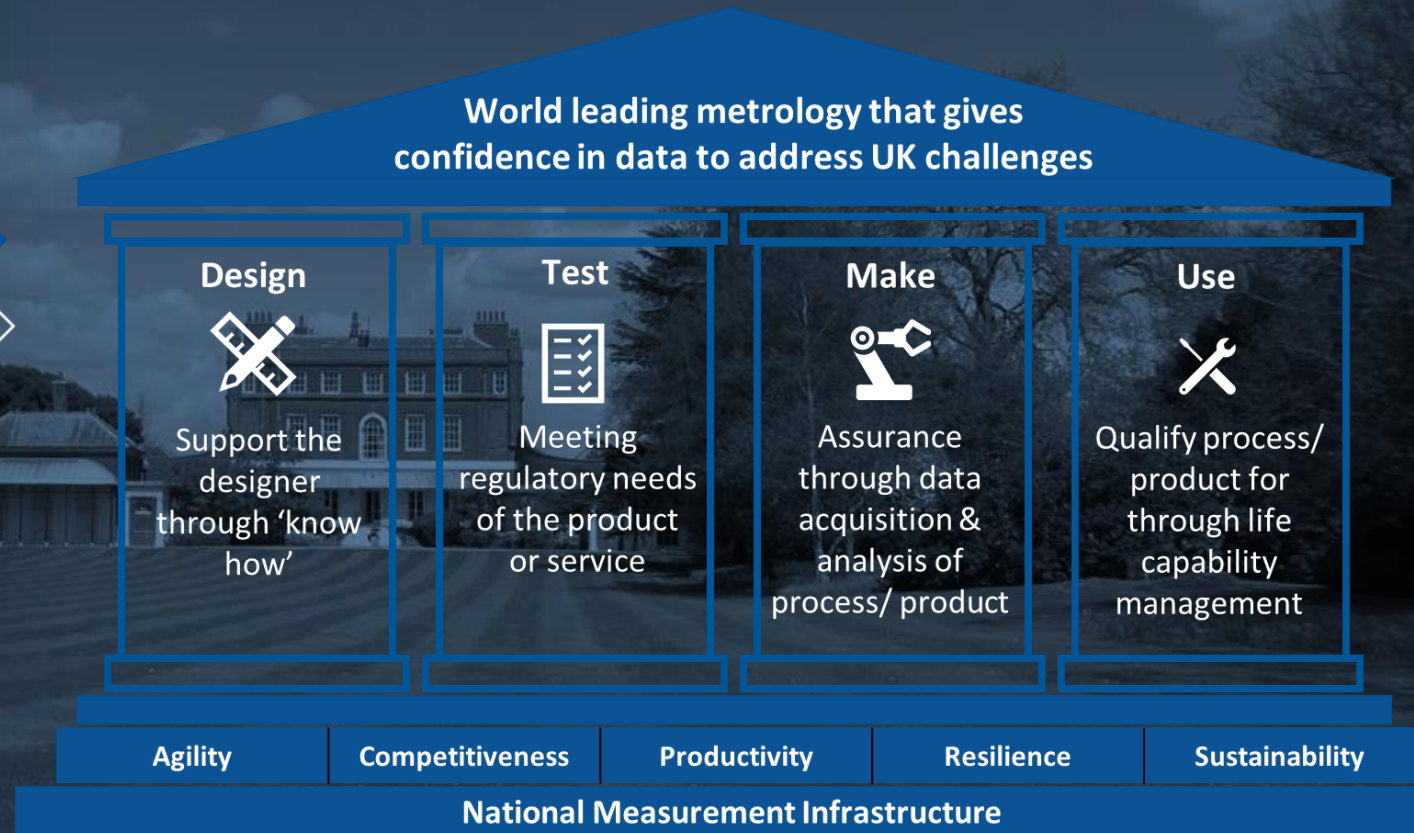 World leading metrology that gives
confidence in data to address UK challenges
Design
Support the
designer
through ‘know
how’
Test
Meeting
regulatory needs
of the product
or service
Make
Assurance
through data
acquisition &
analysis of
process/ product
Use
Qualify process/
product for
through life
capability
management
Agility
Competitiveness
Productivity
Resilience
Sustainability
National Measurement Infrastructure